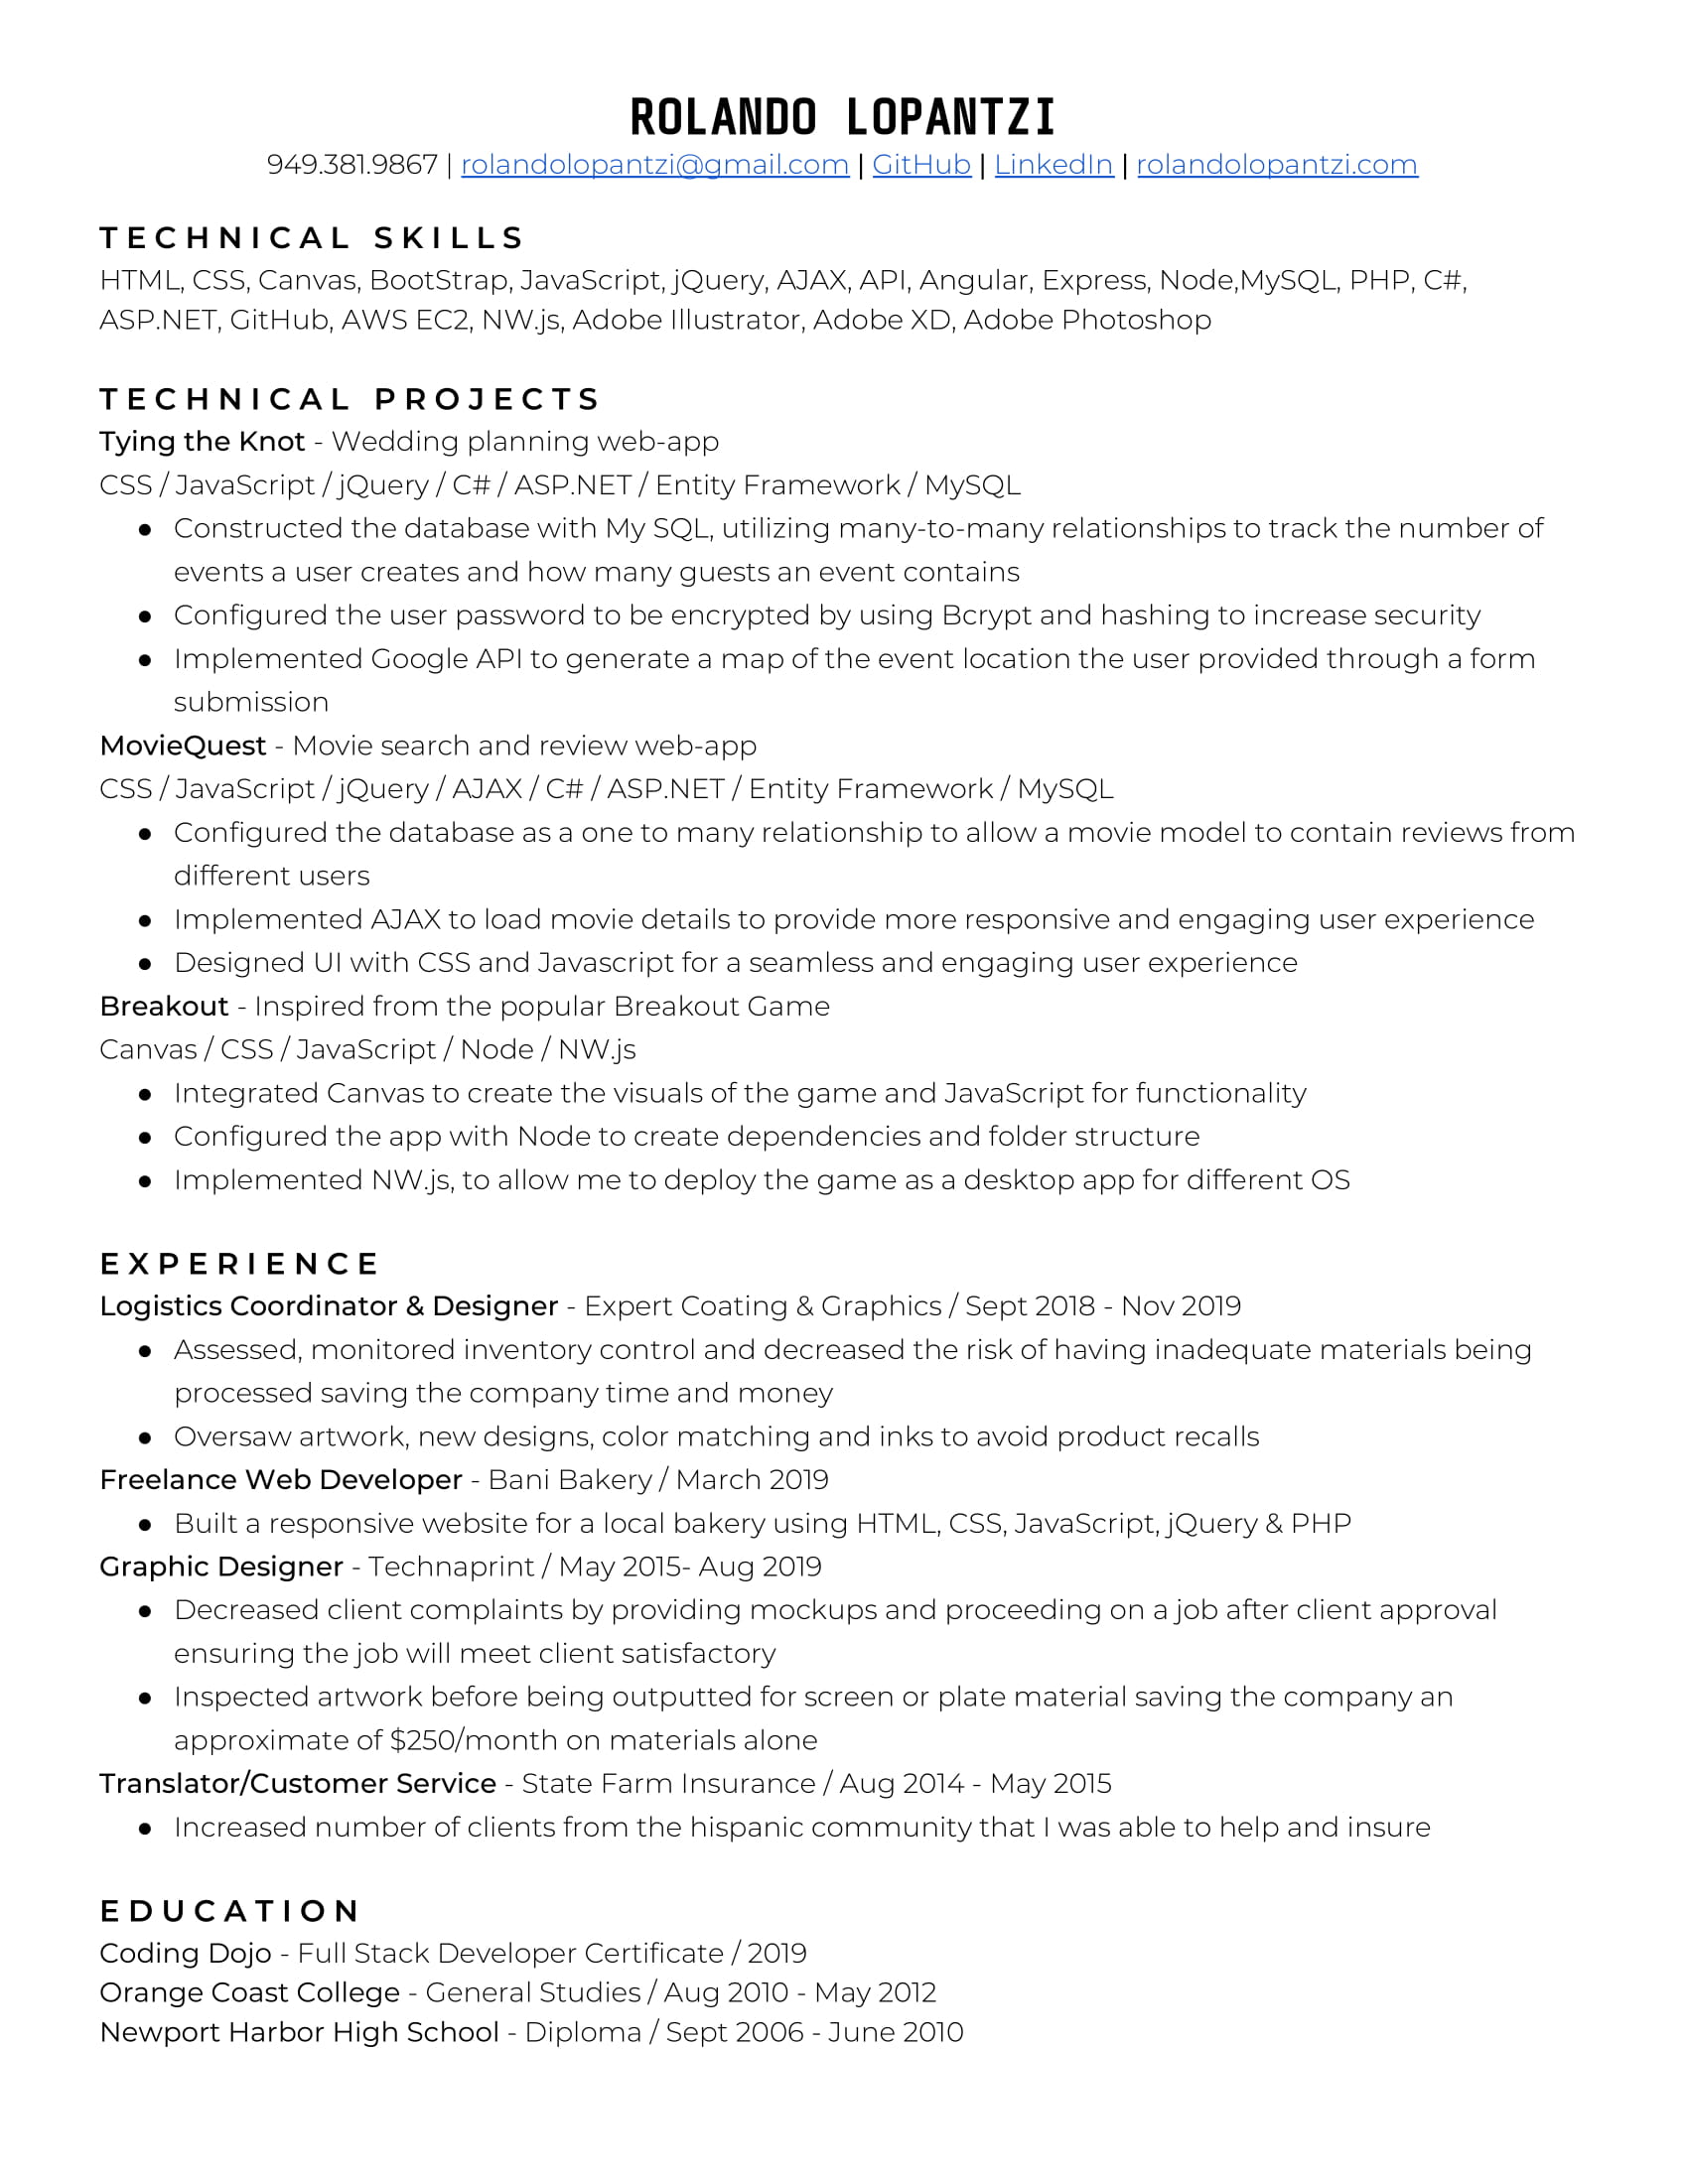 ROLANDO LOPANTZI
949.381.9867 | rolandolopantzi@gmail.com | GitHub | LinkedIn | rolandolopantzi.com
TECHNICAL SKILLS
HTML, CSS, Canvas, BootStrap, JavaScript, jQuery, AJAX, API, Angular, Express, Node,MySQL, PHP, C#,
ASP.NET, GitHub, AWS EC2, NW.js, Adobe Illustrator, Adobe XD, Adobe Photoshop
TECHNICAL PROJECTS
Tying the Knot - Wedding planning web-app
CSS / JavaScript / jQuery / C# / ASP.NET / Entity Framework / MySQL
● Constructed the database with My SQL, utilizing many-to-many relationships to track the number of
events a user creates and how many guests an event contains
● Configured the user password to be encrypted by using Bcrypt and hashing to increase security
● Implemented Google API to generate a map of the event location the user provided through a form
submission
MovieQuest - Movie search and review web-app
CSS / JavaScript / jQuery / AJAX / C# / ASP.NET / Entity Framework / MySQL
● Configured the database as a one to many relationship to allow a movie model to contain reviews from
different users
● Implemented AJAX to load movie details to provide more responsive and engaging user experience
● Designed UI with CSS and Javascript for a seamless and engaging user experience
Breakout - Inspired from the popular Breakout Game
Canvas / CSS / JavaScript / Node / NW.js
● Integrated Canvas to create the visuals of the game and JavaScript for functionality
● Configured the app with Node to create dependencies and folder structure
● Implemented NW.js, to allow me to deploy the game as a desktop app for different OS
EXPERIENCE
Logistics Coordinator & Designer - Expert Coating & Graphics / Sept 2018 - Nov 2019
● Assessed, monitored inventory control and decreased the risk of having inadequate materials being
processed saving the company time and money
● Oversaw artwork, new designs, color matching and inks to avoid product recalls
Freelance Web Developer - Bani Bakery / March 2019
● Built a responsive website for a local bakery using HTML, CSS, JavaScript, jQuery & PHP
Graphic Designer - Technaprint / May 2015- Aug 2019
● Decreased client complaints by providing mockups and proceeding on a job after client approval
ensuring the job will meet client satisfactory
● Inspected artwork before being outputted for screen or plate material saving the company an
approximate of $250/month on materials alone
Translator/Customer Service - State Farm Insurance / Aug 2014 - May 2015
● Increased number of clients from the hispanic community that I was able to help and insure
EDUCATION
Coding Dojo - Full Stack Developer Certificate / 2019
Orange Coast College - General Studies / Aug 2010 - May 2012
Newport Harbor High School - Diploma / Sept 2006 - June 2010